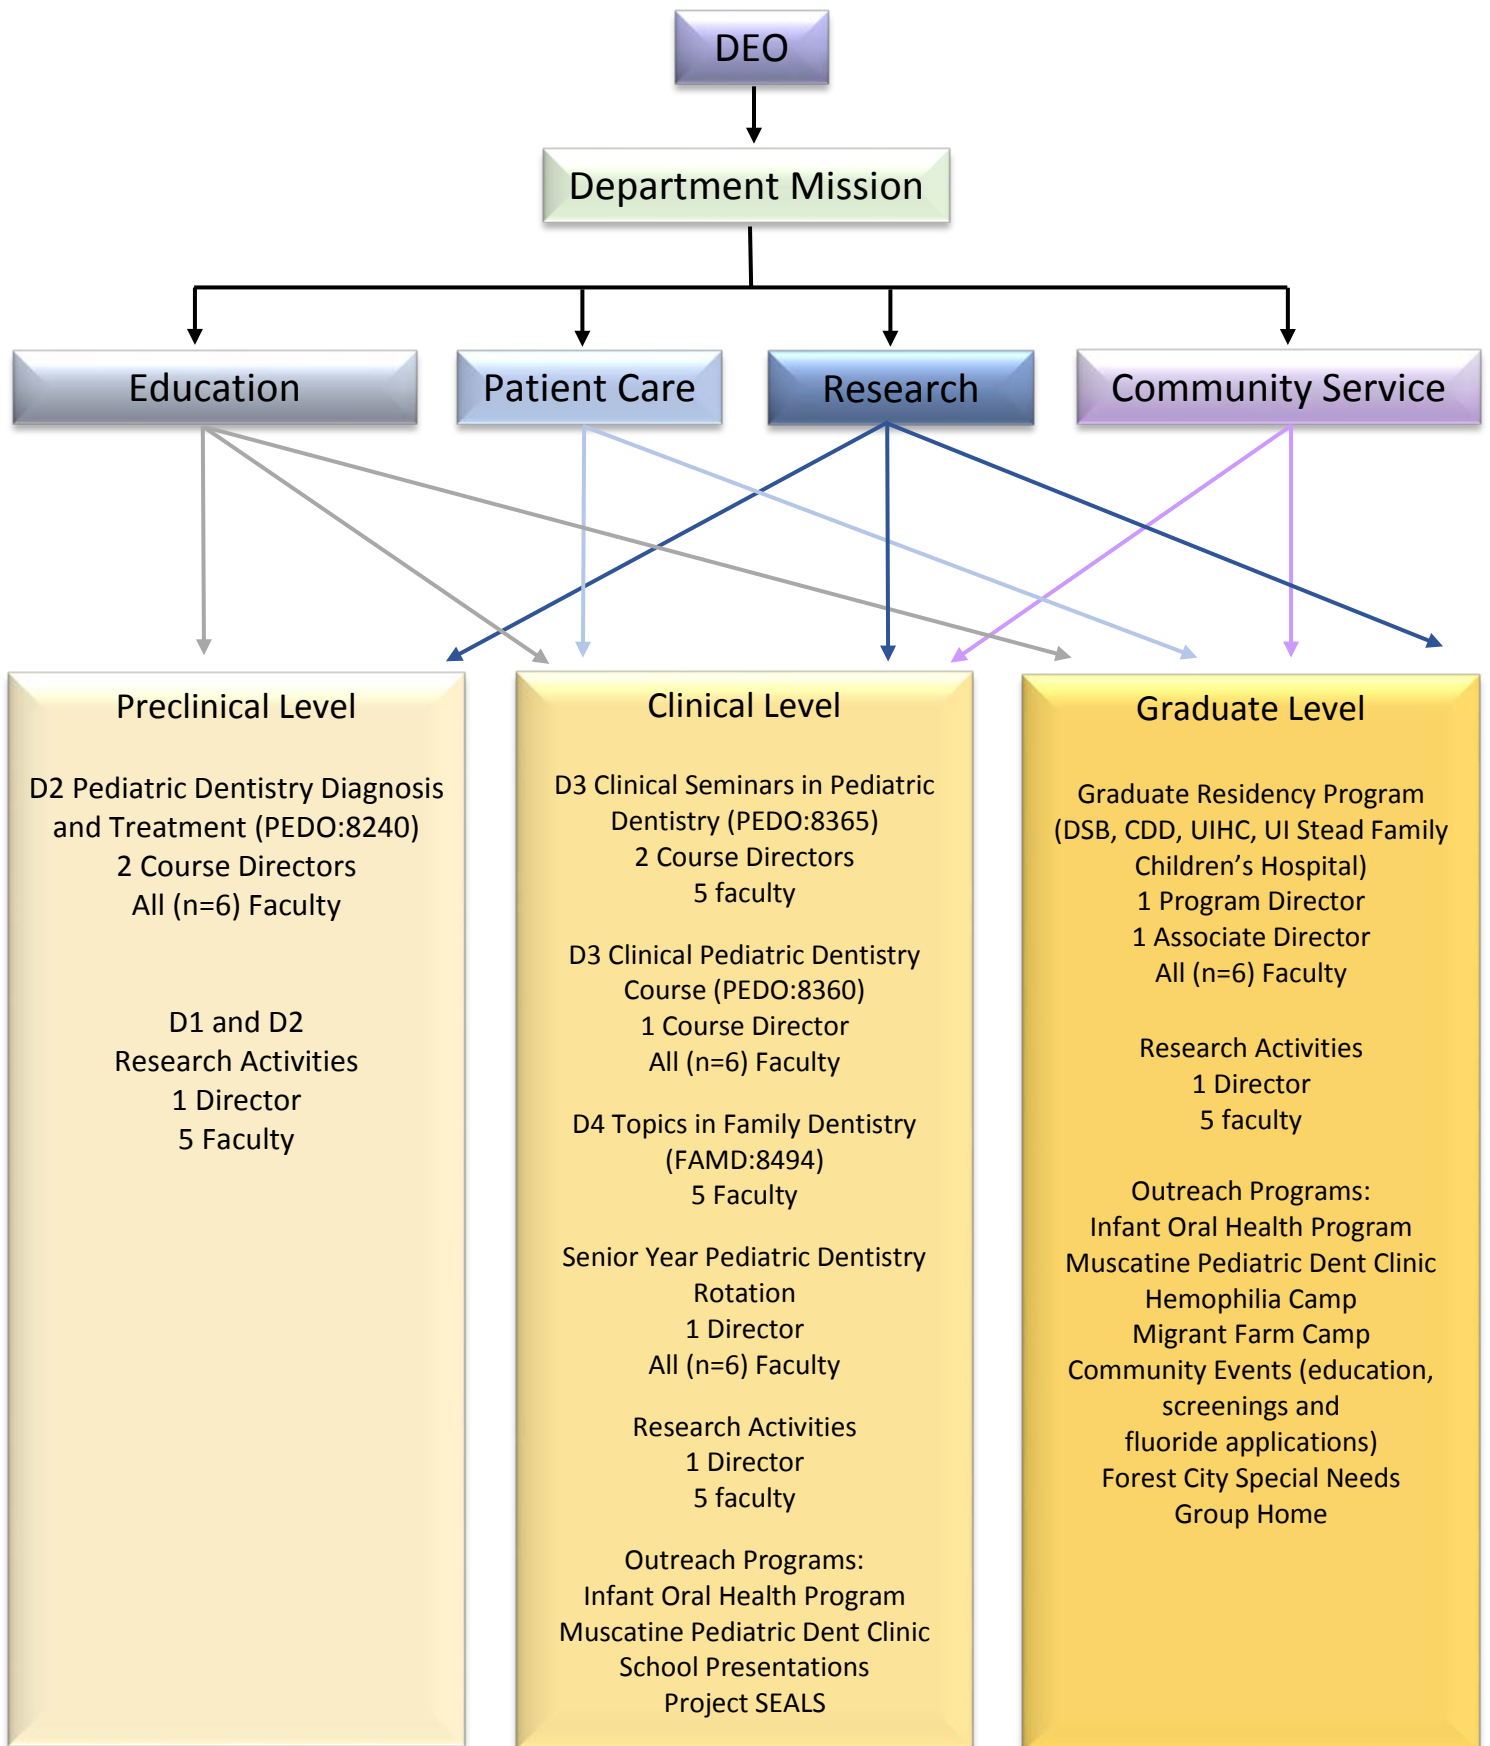 DEO
Department Mission
Education
Patient Care
Research
Community Service
Preclinical Level
D2 Pediatric Dentistry Diagnosis
and Treatment (PEDO:8240)
2 Course Directors
All (n=6) Faculty
D1 and D2
Research Activities
1 Director
5 Faculty
Clinical Level
D3 Clinical Seminars in Pediatric
Dentistry (PEDO:8365)
2 Course Directors
5 faculty
D3 Clinical Pediatric Dentistry
Course (PEDO:8360)
1 Course Director
All (n=6) Faculty
D4 Topics in Family Dentistry
(FAMD:8494)
5 Faculty
Senior Year Pediatric Dentistry
Rotation
1 Director
All (n=6) Faculty
Research Activities
1 Director
5 faculty
Outreach Programs:
Infant Oral Health Program
Muscatine Pediatric Dent Clinic
School Presentations
Project SEALS
Graduate Level
Graduate Residency Program
(DSB, CDD, UIHC, UI Stead Family
Children’s Hospital)
1 Program Director
1 Associate Director
All (n=6) Faculty
Research Activities
1 Director
5 faculty
Outreach Programs:
Infant Oral Health Program
Muscatine Pediatric Dent Clinic
Hemophilia Camp
Migrant Farm Camp
Community Events (education,
screenings and
fluoride applications)
Forest City Special Needs
Group Home